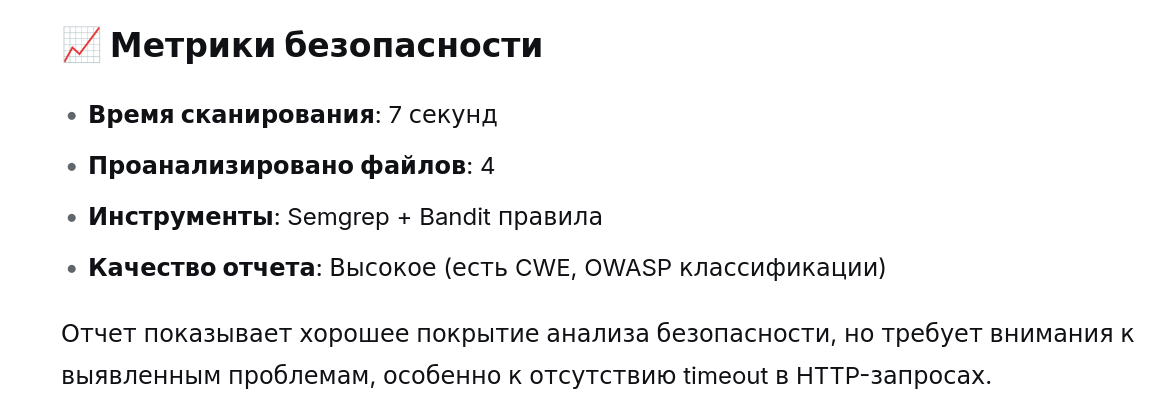 📈 Метрики безопасности
• Время сканирования: 7 секунд
• Проанализировано файлов: 4
• Инструменты: Semgrep + Bandit правила
• Качество отчета: Высокое (есть CWE, OWASP классификации)
Отчет показывает хорошее покрытие анализа безопасности, но требует внимания к
выявленным проблемам, особенно к отсутствию timeout в HTTP-запросах.